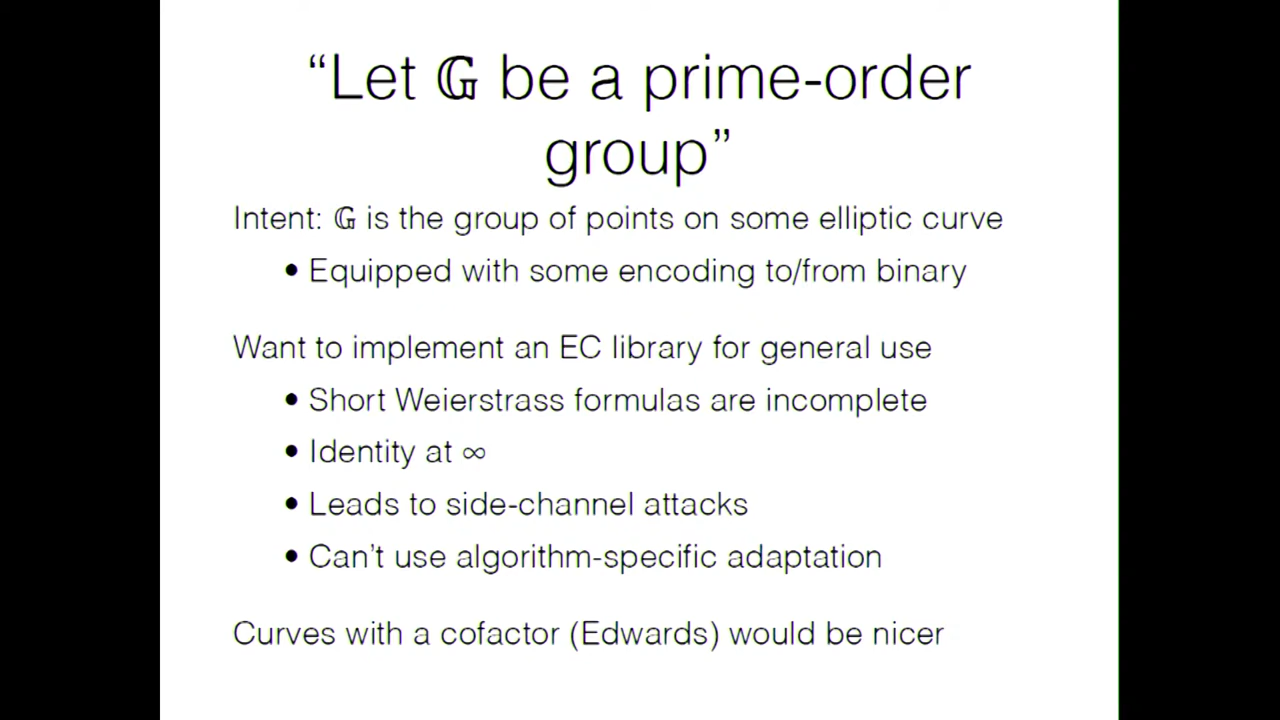 “Let 𝔾 be a prime-order
group”
Intent: 𝔾 is the group of points on some elliptic curve
• Equipped with some encoding to/from binary
Want to implement an EC library for general use
• Short Weierstrass formulas are incomplete
• Identity at ∞
• Leads to side-channel attacks
• Can’t use algorithm-specific adaptation
Curves with a cofactor (Edwards) would be nicer